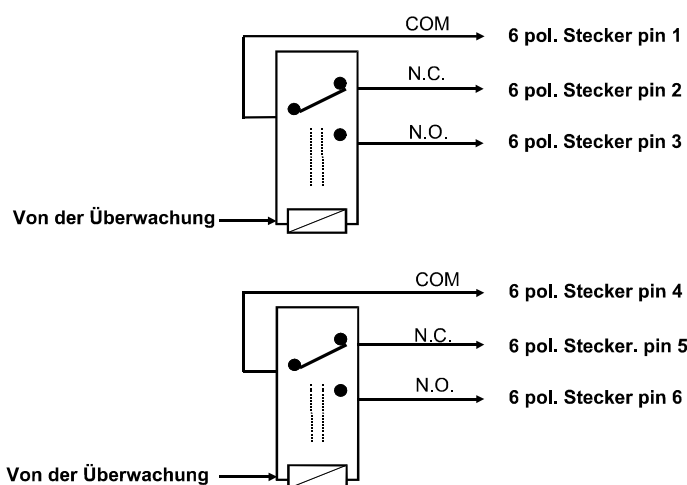 COM
6 pol. Stecker pin 1
N.C.
6 pol. Stecker pin 2
N.O.
6 pol. Stecker pin 3
Von der Überwachung
COM
6 pol. Stecker pin 4
N.C.
6 pol. Stecker. pin 5
N.O.
6 pol. Stecker pin 6
Von der Überwachung